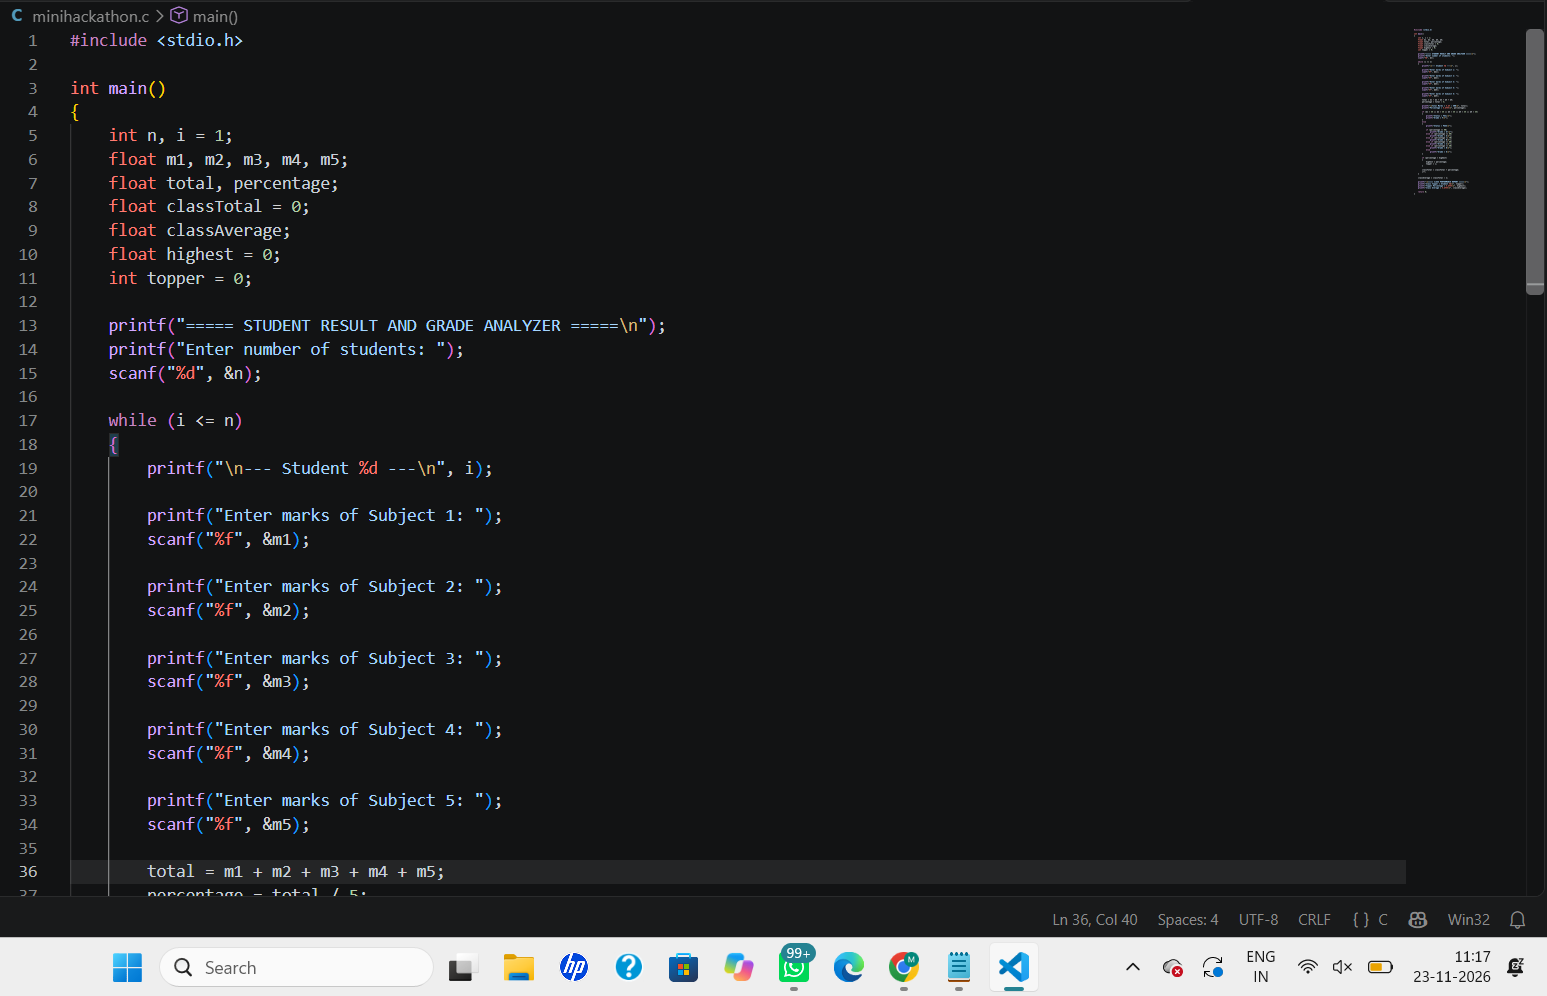 C minihackathon.c > main()
1 #include <stdio.h>
2
3 int main()
4 {
5     int n, i = 1;
6     float m1, m2, m3, m4, m5;
7     float total, percentage;
8     float classTotal = 0;
9     float classAverage;
10     float highest = 0;
11     int topper = 0;
12
13     printf("===== STUDENT RESULT AND GRADE ANALYZER =====\n");
14     printf("Enter number of students: ");
15     scanf("%d", &n);
16
17     while (i <= n)
18     {
19         printf("\n--- Student %d ---\n", i);
20
21         printf("Enter marks of Subject 1: ");
22         scanf("%f", &m1);
23
24         printf("Enter marks of Subject 2: ");
25         scanf("%f", &m2);
26
27         printf("Enter marks of Subject 3: ");
28         scanf("%f", &m3);
29
30         printf("Enter marks of Subject 4: ");
31         scanf("%f", &m4);
32
33         printf("Enter marks of Subject 5: ");
34         scanf("%f", &m5);
35
36         total = m1 + m2 + m3 + m4 + m5;
37         percentage = total / 5;
Ln 36, Col 40 Spaces: 4 UTF-8 CRLF { } C Win32
Search
hp
?
99+
M
ENG
IN
11:17
23-11-2026